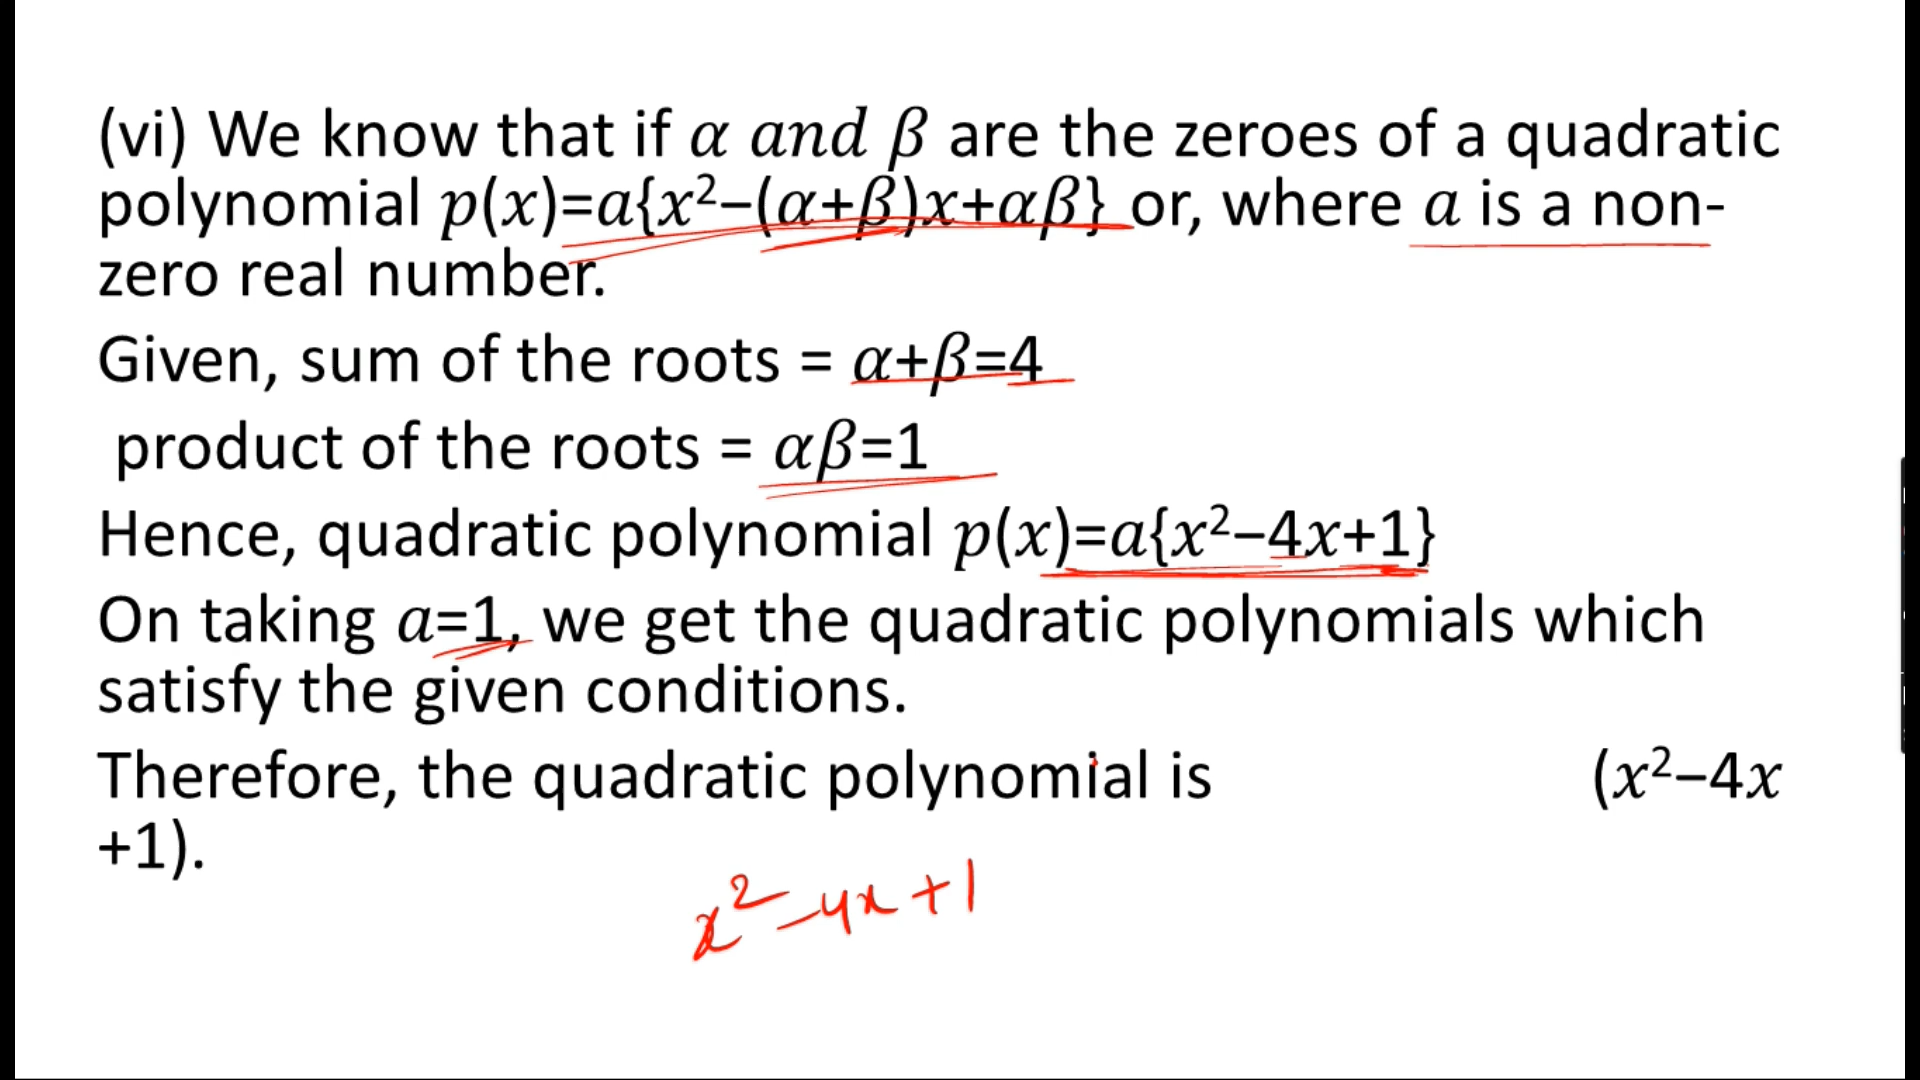 (vi) We know that if α and β are the zeroes of a quadratic
polynomial p(x)=a{x²−(α+β)x+αβ} or, where a is a non-
zero real number.
Given, sum of the roots = α+β=4
product of the roots = αβ=1
Hence, quadratic polynomial p(x)=a{x²−4x+1}
On taking a=1, we get the quadratic polynomials which
satisfy the given conditions.
Therefore, the quadratic polynomial is (x²−4x
+1).
x²-4x+1